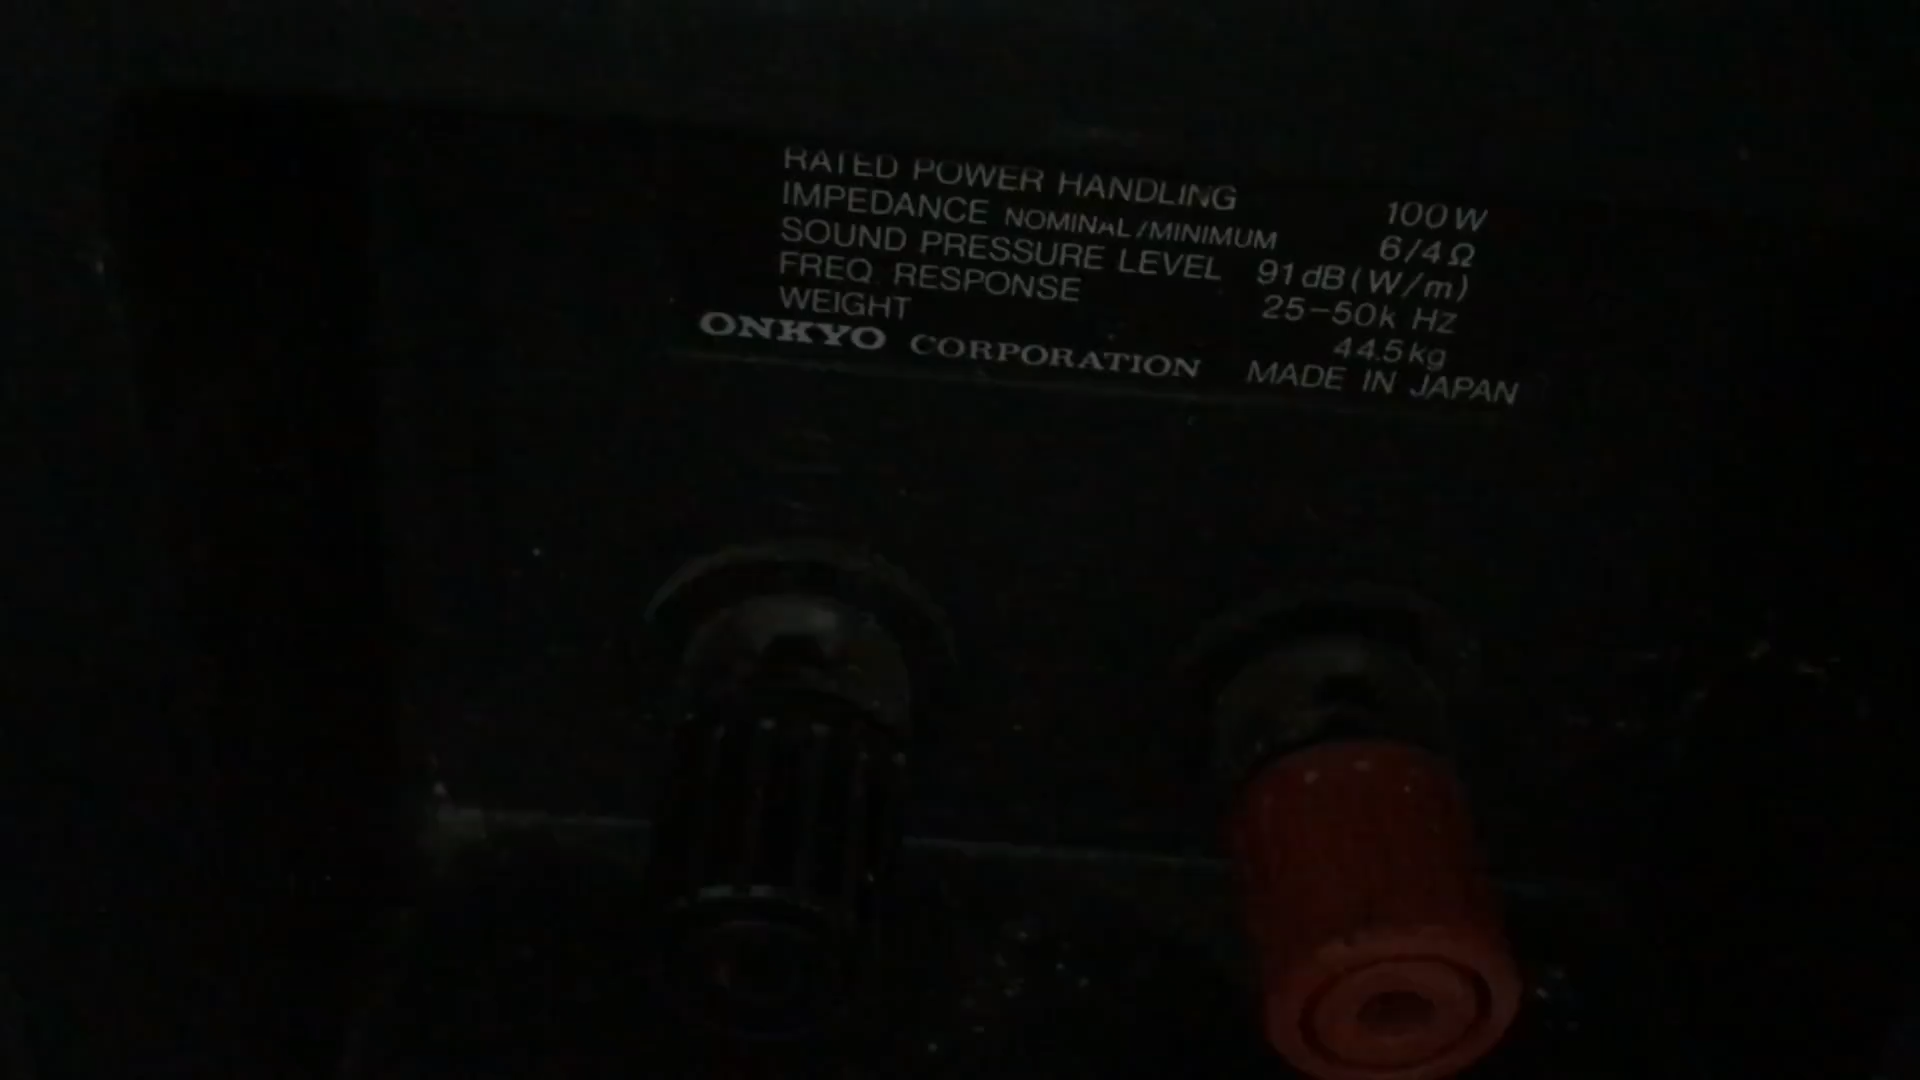 RATED POWER HANDLING 100W
IMPEDANCE NOMINAL/MINIMUM 6/4Ω
SOUND PRESSURE LEVEL 91dB(W/m)
FREQ. RESPONSE 25-50k HZ
WEIGHT 44.5kg
ONKYO CORPORATION MADE IN JAPAN